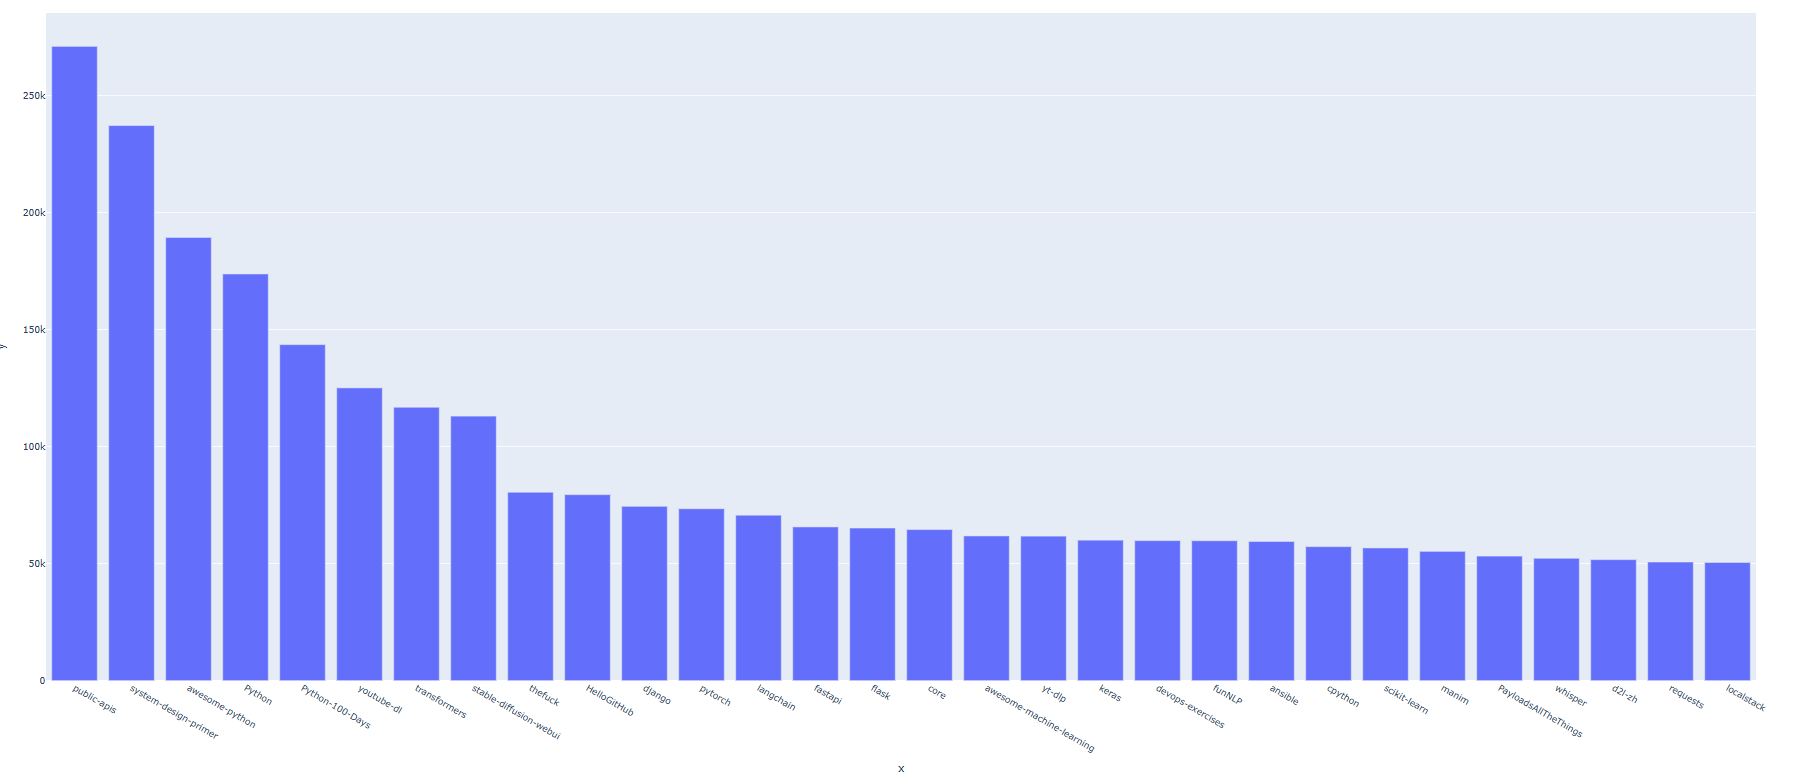 250k
200k
150k
100k
50k
0
y
public-apis
system-design-primer
awesome-python
Python
Python-100-Days
youtube-dl
transformers
stable-diffusion-webui
thefuck
HelloGitHub
django
pytorch
langchain
fastapi
flask
core
awesome-machine-learning
yt-dlp
keras
devops-exercises
funNLP
ansible
cpython
scikit-learn
manim
PayloadsAllTheThings
whisper
d2l-zh
requests
localstack
x